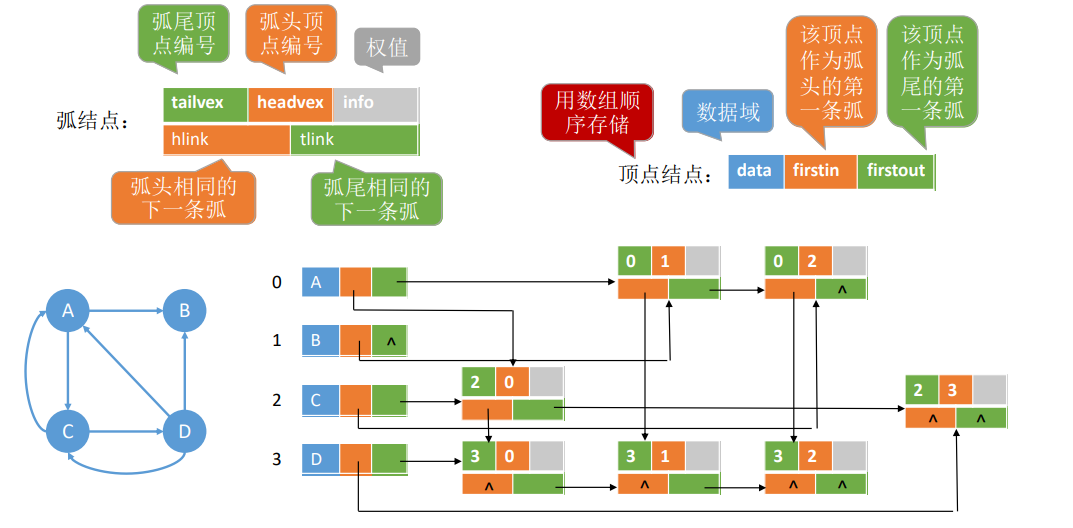 弧尾顶
点编号
弧头顶
点编号
权值
弧结点：
tailvex headvex info
hlink tlink
弧头相同的
下一条弧
弧尾相同的
下一条弧
用数组顺
序存储
数据域
该顶点
作为弧
头的第
一条弧
该顶点
作为弧
尾的第
一条弧
顶点结点：
data firstin firstout
A B
C D
0 A
0 1
0 2
^
1 B ^
2 C
2 0
2 3
^ ^
3 D
3 0
^
3 1
^
3 2
^ ^